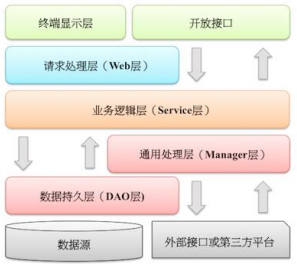 终端显示层
开放接口
请求处理层（Web层）
业务逻辑层（Service层）
通用处理层（Manager层）
数据持久层（DAO层)
数据源
外部接口或第三方平台